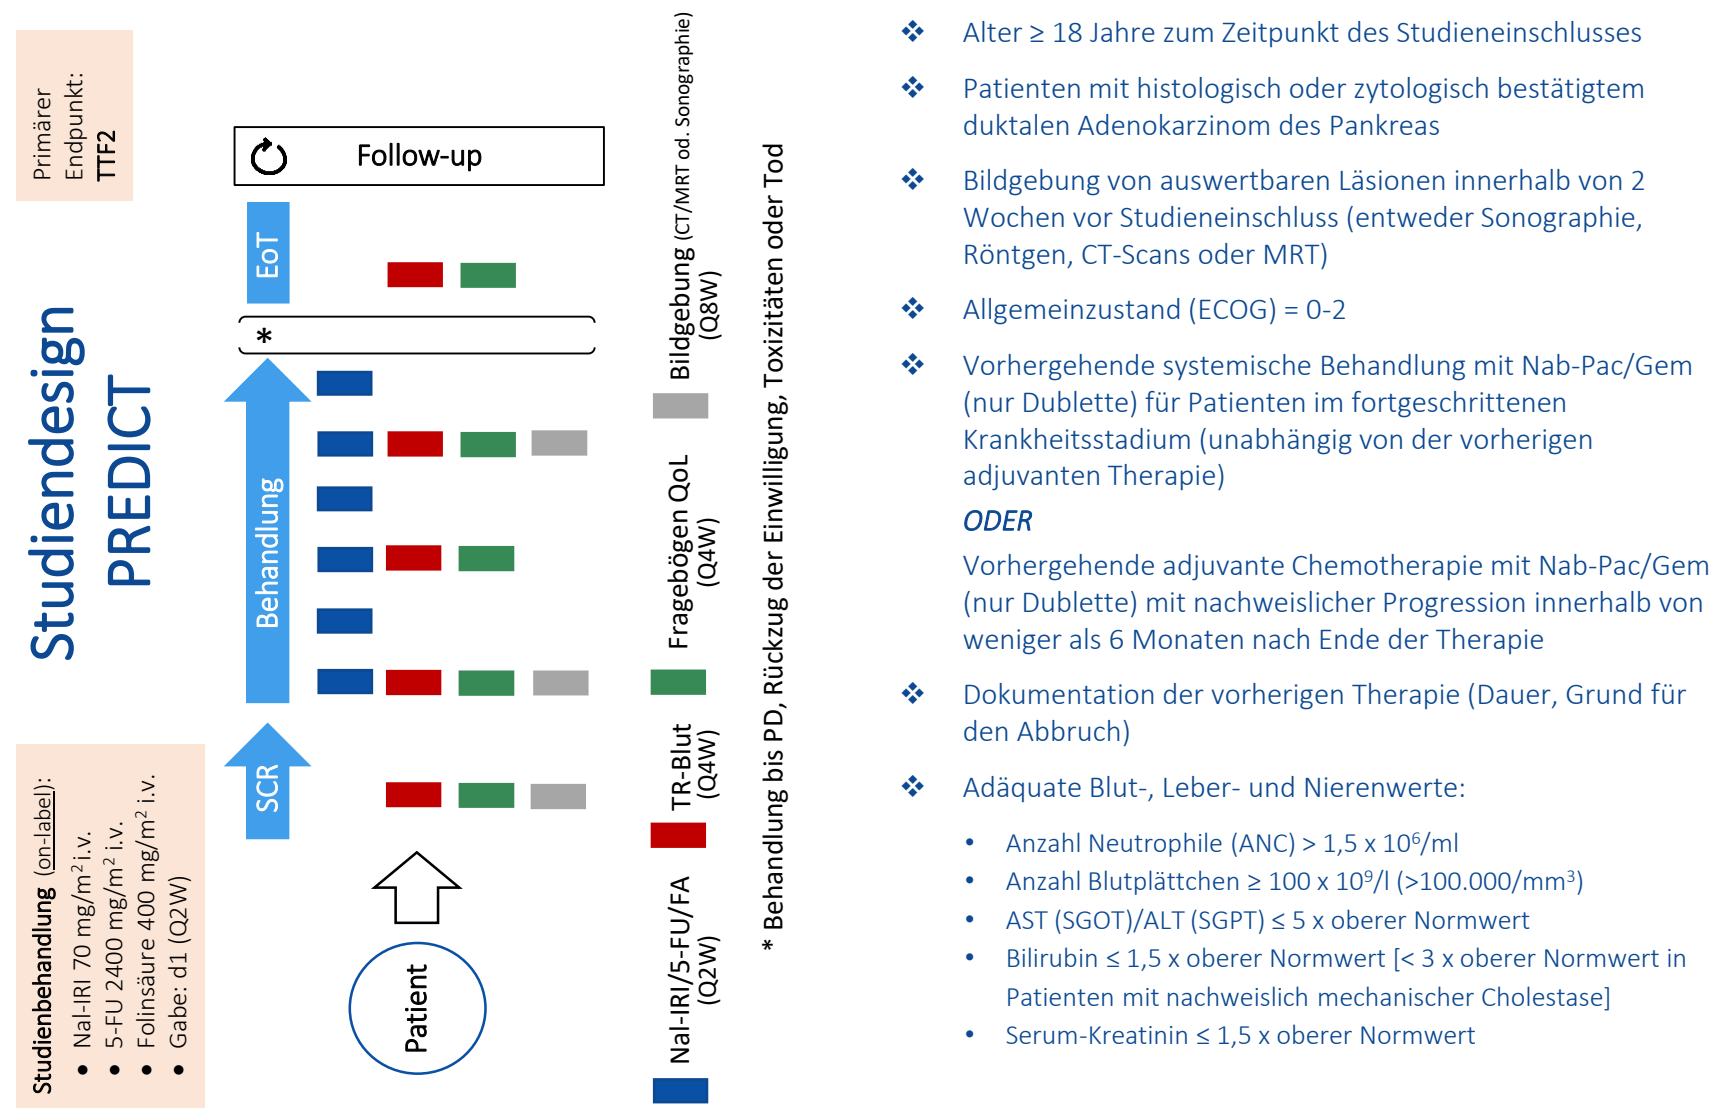 Studiendesign
PREDICT
Studienbehandlung (on-label):
• Nal-IRI 70 mg/m² i.v.
• 5-FU 2400 mg/m² i.v.
• Folinsäure 400 mg/m² i.v.
• Gabe: d1 (Q2W)
Primärer
Endpunkt:
TTF2
Patient
SCR
Behandlung
*
EoT
Follow-up
Nal-IRI/5-FU/FA
(Q2W)
TR-Blut
(Q4W)
Fragebögen QoL
(Q4W)
Bildgebung (CT/MRT od. Sonographie)
(Q8W)
* Behandlung bis PD, Rückzug der Einwilligung, Toxizitäten oder Tod
❖ Alter ≥ 18 Jahre zum Zeitpunkt des Studieneinschlusses
❖ Patienten mit histologisch oder zytologisch bestätigtem
duktalen Adenokarzinom des Pankreas
❖ Bildgebung von auswertbaren Läsionen innerhalb von 2
Wochen vor Studieneinschluss (entweder Sonographie,
Röntgen, CT-Scans oder MRT)
❖ Allgemeinzustand (ECOG) = 0-2
❖ Vorhergehende systemische Behandlung mit Nab-Pac/Gem
(nur Dublette) für Patienten im fortgeschrittenen
Krankheitsstadium (unabhängig von der vorherigen
adjuvanten Therapie)
ODER
Vorhergehende adjuvante Chemotherapie mit Nab-Pac/Gem
(nur Dublette) mit nachweislicher Progression innerhalb von
weniger als 6 Monaten nach Ende der Therapie
❖ Dokumentation der vorherigen Therapie (Dauer, Grund für
den Abbruch)
❖ Adäquate Blut-, Leber- und Nierenwerte:
• Anzahl Neutrophile (ANC) > 1,5 x 10⁶/ml
• Anzahl Blutplättchen ≥ 100 x 10⁹/l (>100.000/mm³)
• AST (SGOT)/ALT (SGPT) ≤ 5 x oberer Normwert
• Bilirubin ≤ 1,5 x oberer Normwert [< 3 x oberer Normwert in
Patienten mit nachweislich mechanischer Cholestase]
• Serum-Kreatinin ≤ 1,5 x oberer Normwert